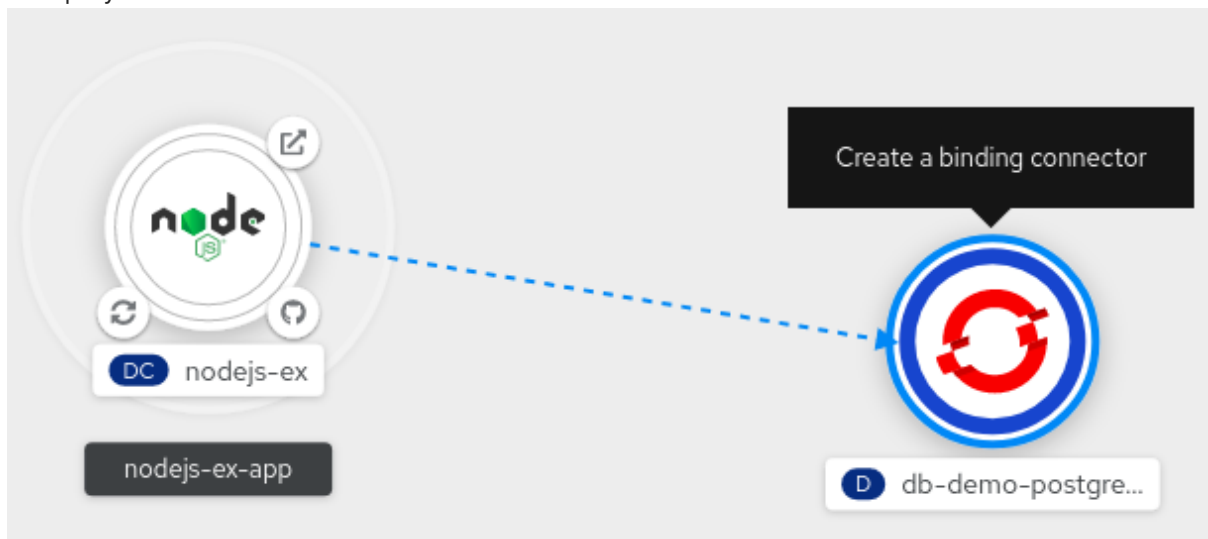 node
JS
DC nodejs-ex
nodejs-ex-app
Create a binding connector
D db-demo-postgre...